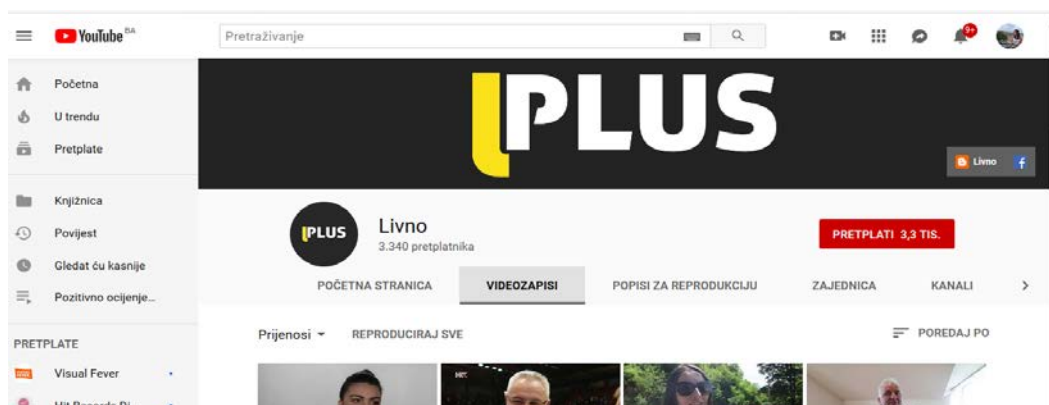 YouTube BA
Pretraživanje
9+
Početna
U trendu
Pretplate
Knjižnica
Povijest
Gledat ću kasnije
Pozitivno ocijenje...
PRETPLATE
Visual Fever
PLUS
Livno
PLUS
Livno
3.340 pretplatnika
PRETPLATI 3,3 TIS.
POČETNA STRANICA
VIDEOZAPISI
POPISI ZA REPRODUKCIJU
ZAJEDNICA
KANALI
Prijenosi
REPRODUCIRAJ SVE
POREDAJ PO